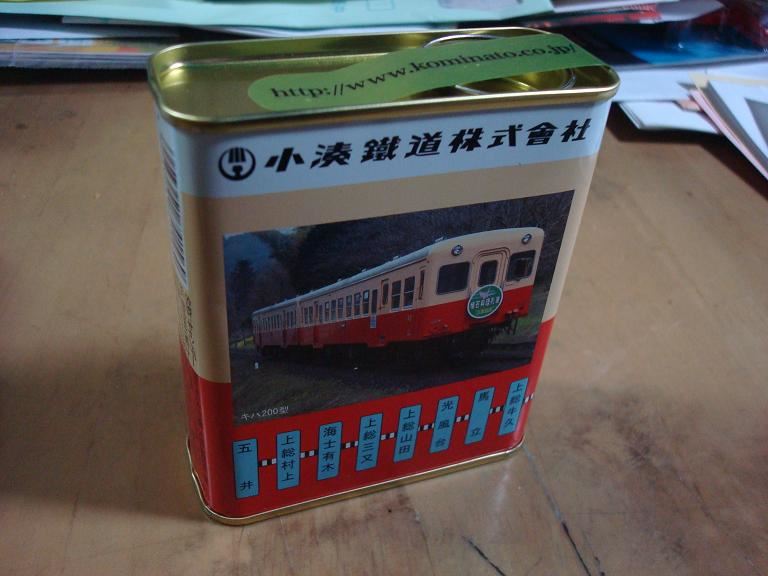 http://www.kominato.co.jp/
小湊鐵道株式會社
キハ200型
五井
上総村上
海士有木
上総三又
上総山田
光風台
馬立
上総牛久